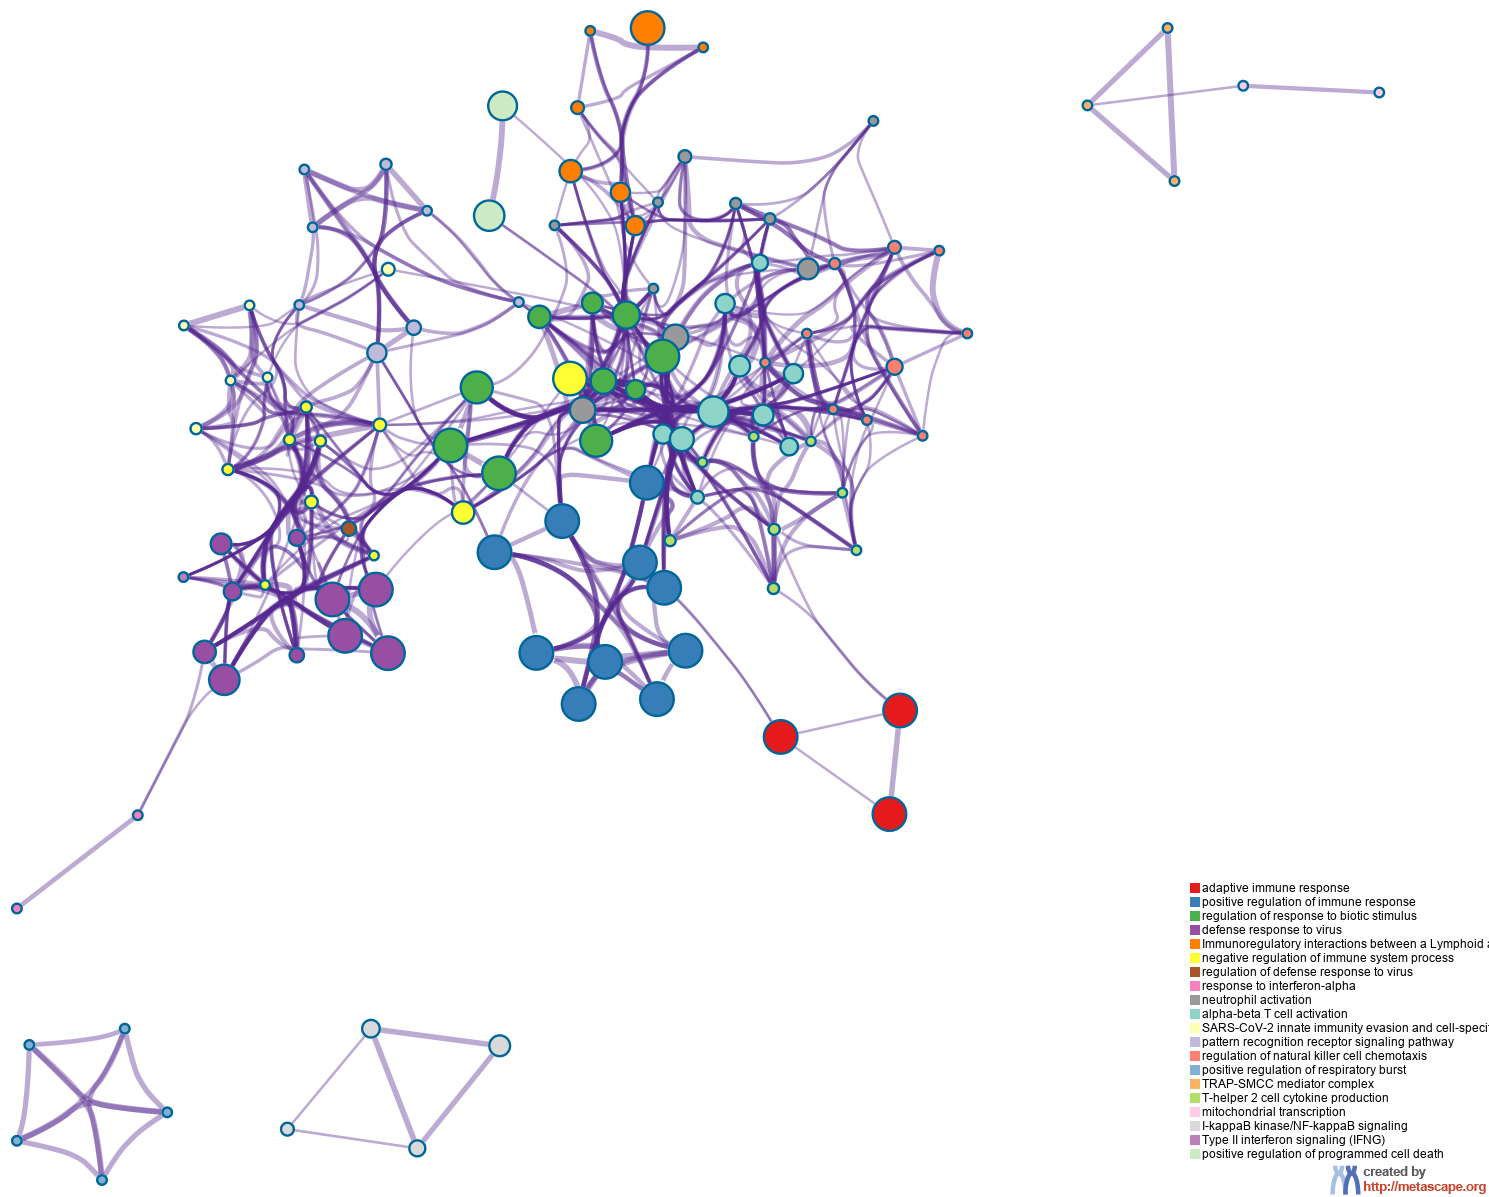 adaptive immune response
positive regulation of immune response
regulation of response to biotic stimulus
defense response to virus
Immunoregulatory interactions between a Lymphoid
negative regulation of immune system process
regulation of defense response to virus
response to interferon-alpha
neutrophil activation
alpha-beta T cell activation
SARS-CoV-2 innate immunity evasion and cell-speci
pattern recognition receptor signaling pathway
regulation of natural killer cell chemotaxis
positive regulation of respiratory burst
TRAP-SMCC mediator complex
T-helper 2 cell cytokine production
mitochondrial transcription
I-kappaB kinase/NF-kappaB signaling
Type II interferon signaling (IFNG)
positive regulation of programmed cell death
created by
http://metascape.org